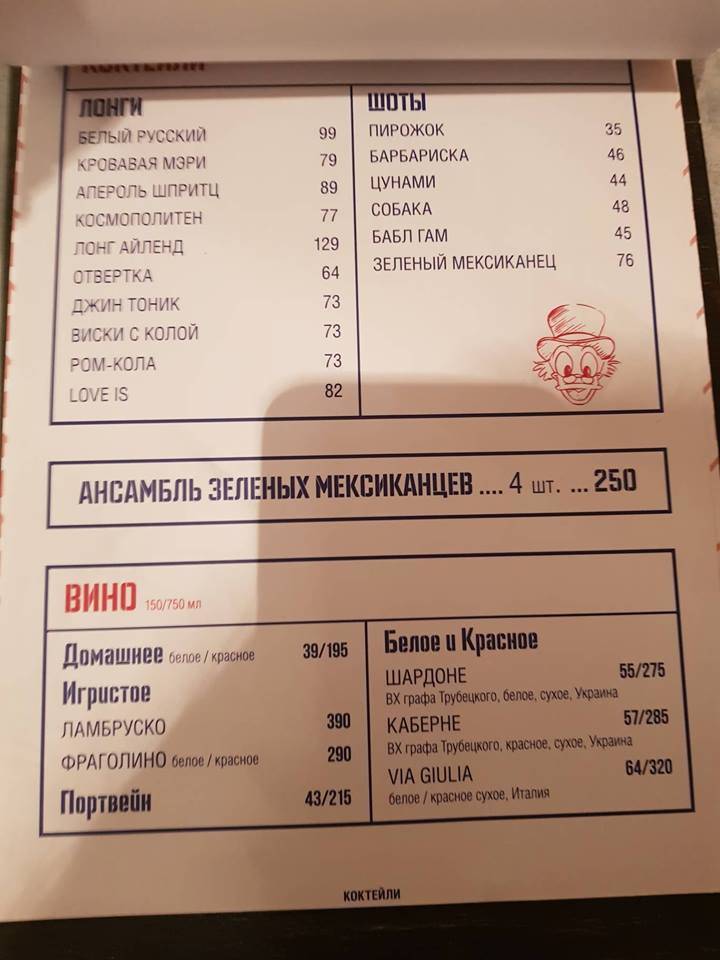 КОКТЕЙЛИ
ЛОНГИ
БЕЛЫЙ РУССКИЙ 99
КРОВАВАЯ МЭРИ 79
АПЕРОЛЬ ШПРИТЦ 89
КОСМОПОЛИТЕН 77
ЛОНГ АЙЛЕНД 129
ОТВЕРТКА 64
ДЖИН ТОНИК 73
ВИСКИ С КОЛОЙ 73
РОМ-КОЛА 73
LOVE IS 82
ШОТЫ
ПИРОЖОК 35
БАРБАРИСКА 46
ЦУНАМИ 44
СОБАКА 48
БАБЛ ГАМ 45
ЗЕЛЕНЫЙ МЕКСИКАНЕЦ 76
АНСАМБЛЬ ЗЕЛЕНЫХ МЕКСИКАНЦЕВ .... 4 шт. ... 250
ВИНО 150/750 мл
Домашнее белое / красное 39/195
Игристое
ЛАМБРУСКО 390
ФРАГОЛИНО белое / красное 290
Портвейн 43/215
Белое и Красное
ШАРДОНЕ 55/275
ВХ графа Трубецкого, белое, сухое, Украина
КАБЕРНЕ 57/285
ВХ графа Трубецкого, красное, сухое, Украина
VIA GIULIA 64/320
белое / красное сухое, Италия
КОКТЕЙЛИ